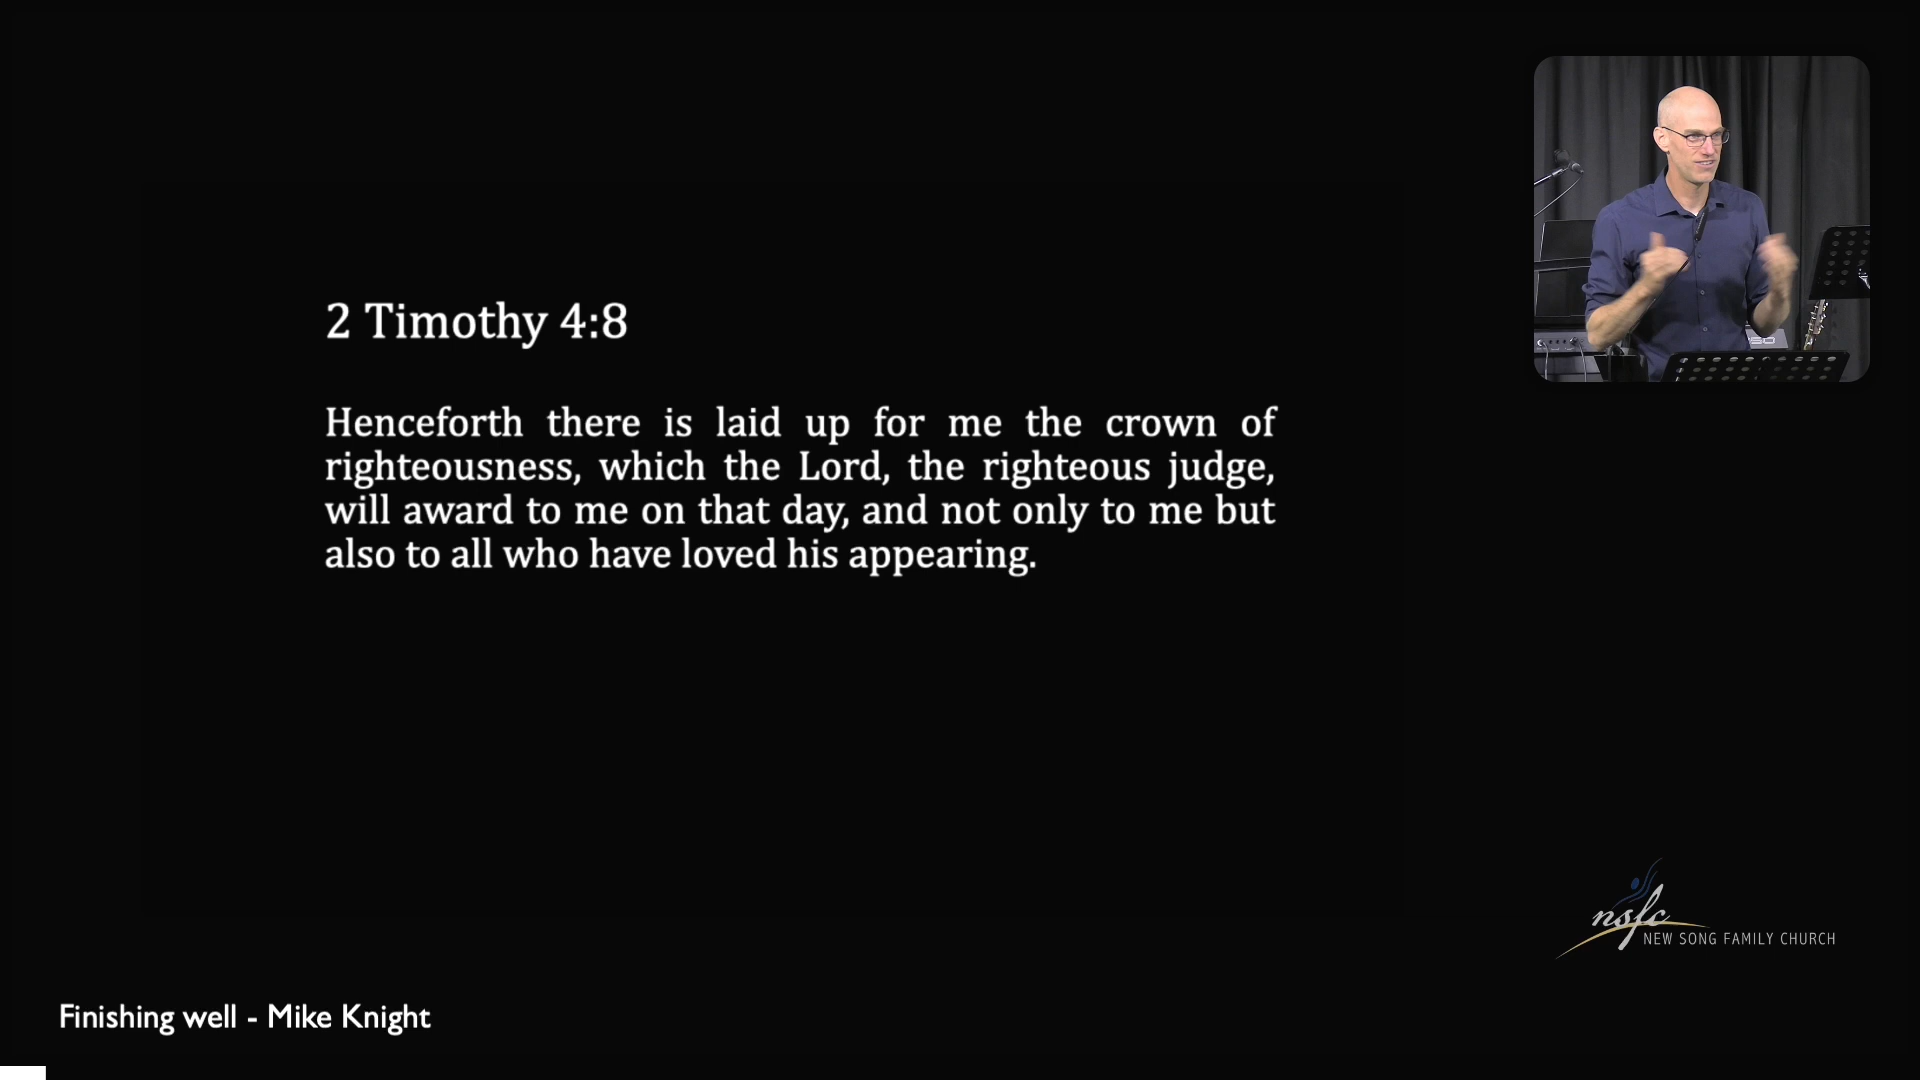 2 Timothy 4:8
Henceforth there is laid up for me the crown of
righteousness, which the Lord, the righteous judge,
will award to me on that day, and not only to me but
also to all who have loved his appearing.
nsfc
NEW SONG FAMILY CHURCH
Finishing well - Mike Knight